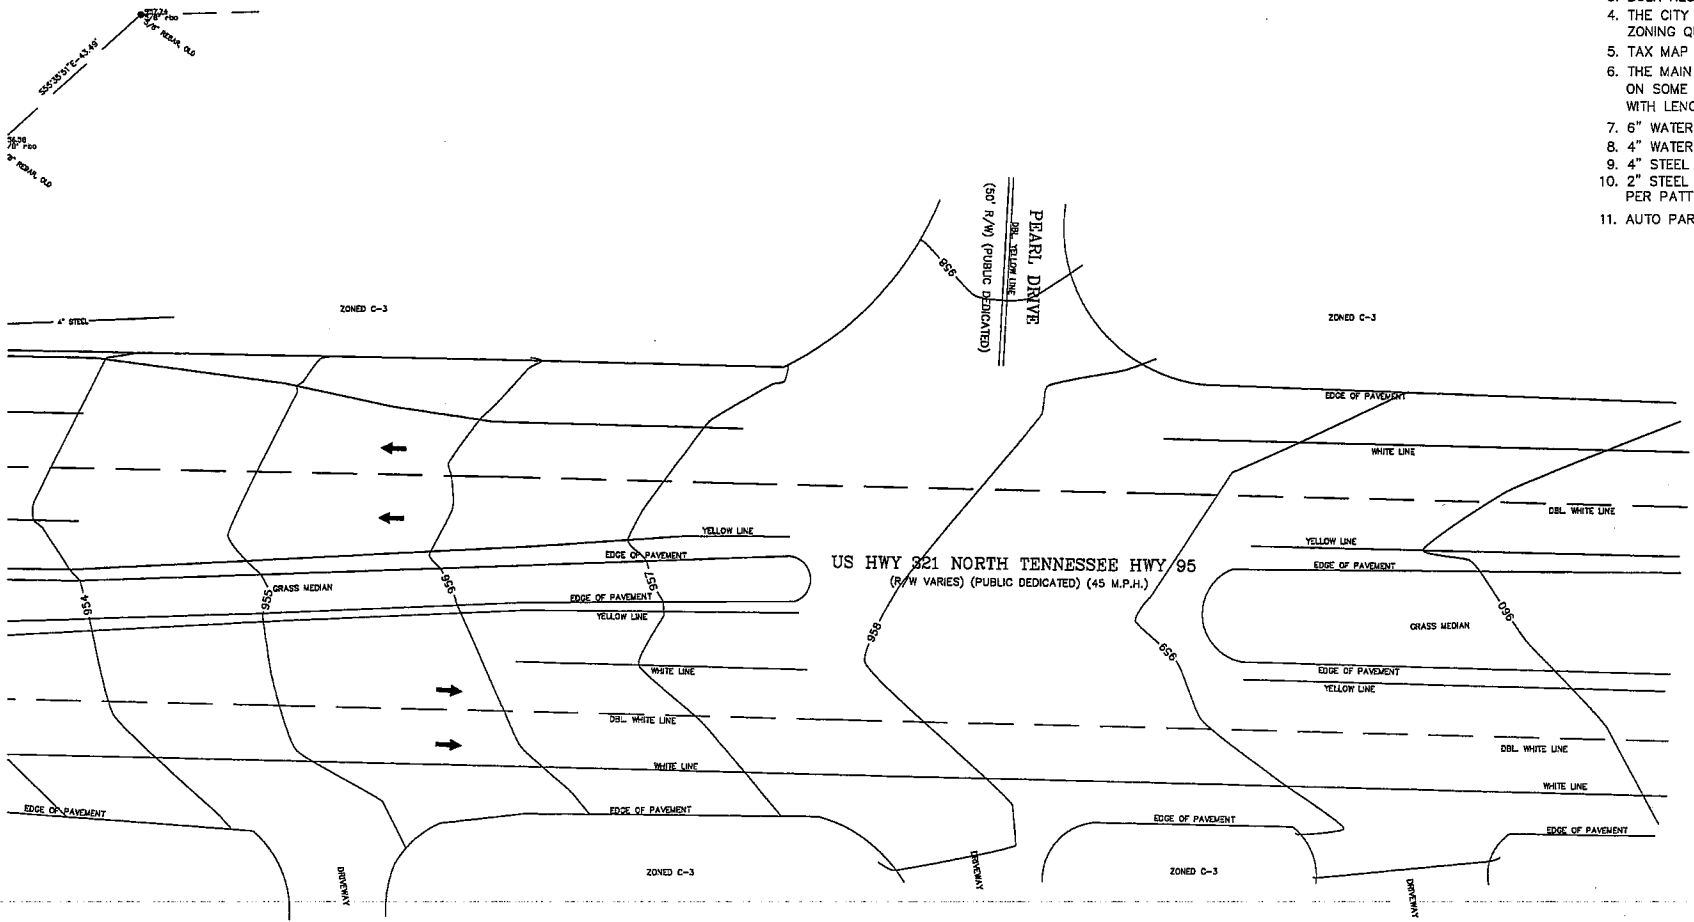 5/8" REBAR, OLD
S55°35'51"E-43.49'
REBAR, OLD
4. THE CITY
ZONING
5. TAX MAP
6. THE MAIN
ON SOME
WITH
7. 6" WATER
8. 4" WATER
9. 4" STEEL
10. 2" STEEL
PER
11. AUTO
PEARL DRIVE
DBL. YELLOW LINE
(50' R/W) (PUBLIC DEDICATED)
958
4" STEEL
ZONED C-3
ZONED C-3
EDGE OF PAVEMENT
WHITE LINE
DBL. WHITE LINE
YELLOW LINE
YELLOW LINE
EDGE OF PAVEMENT
EDGE OF PAVEMENT
US HWY 321 NORTH TENNESSEE HWY 95
(R/W VARIES) (PUBLIC DEDICATED) (45 M.P.H.)
954
955
GRASS MEDIAN
956
957
EDGE OF PAVEMENT
YELLOW LINE
958
959
960
GRASS MEDIAN
WHITE LINE
EDGE OF PAVEMENT
YELLOW LINE
DBL. WHITE LINE
DBL. WHITE LINE
WHITE LINE
WHITE LINE
EDGE OF PAVEMENT
EDGE OF PAVEMENT
EDGE OF PAVEMENT
EDGE OF PAVEMENT
DRIVEWAY
ZONED C-3
DRIVEWAY
ZONED C-3
DRIVEWAY